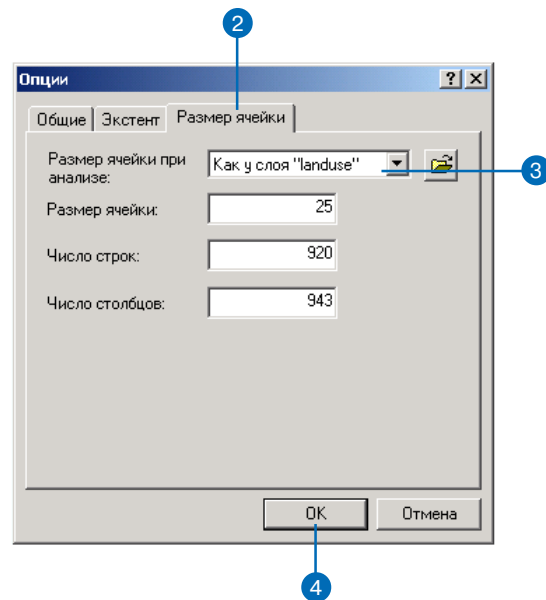 2
Опции
Общие Экстент Размер ячейки
Размер ячейки при анализе: Как у слоя "landuse"
3
Размер ячейки: 25
Число строк: 920
Число столбцов: 943
OK Отмена
4